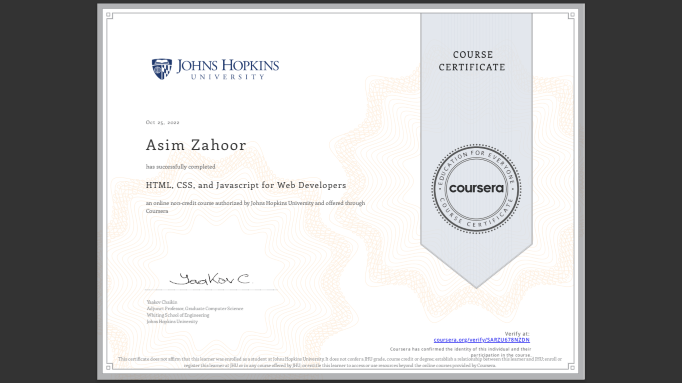 JOHNS HOPKINS
UNIVERSITY
COURSE
CERTIFICATE
Oct 25, 2020
Asim Zahoor
has successfully completed
HTML, CSS, and Javascript for Web Developers
an online non-credit course authorized by Johns Hopkins University and offered through
Coursera
EDUCATION FOR EVERYONE
coursera
COURSE CERTIFICATE
Yaakov C
Yaakov Chaikin
Adjunct Professor, Graduate Computer Science
Whiting School of Engineering
Johns Hopkins University
Verify at:
coursera.org/verify/5ARZU678NZDN
Coursera has confirmed the identity of this individual and their
participation in the course.
This certificate does not affirm that this learner was enrolled as a student at Johns Hopkins University. It does not confer a JHU grade, course credit or degree, establish a relationship between this learner and JHU, enroll or
register this learner at JHU or in any course offered by JHU, or entitle this learner to access or use resources beyond the online courses provided by Coursera.